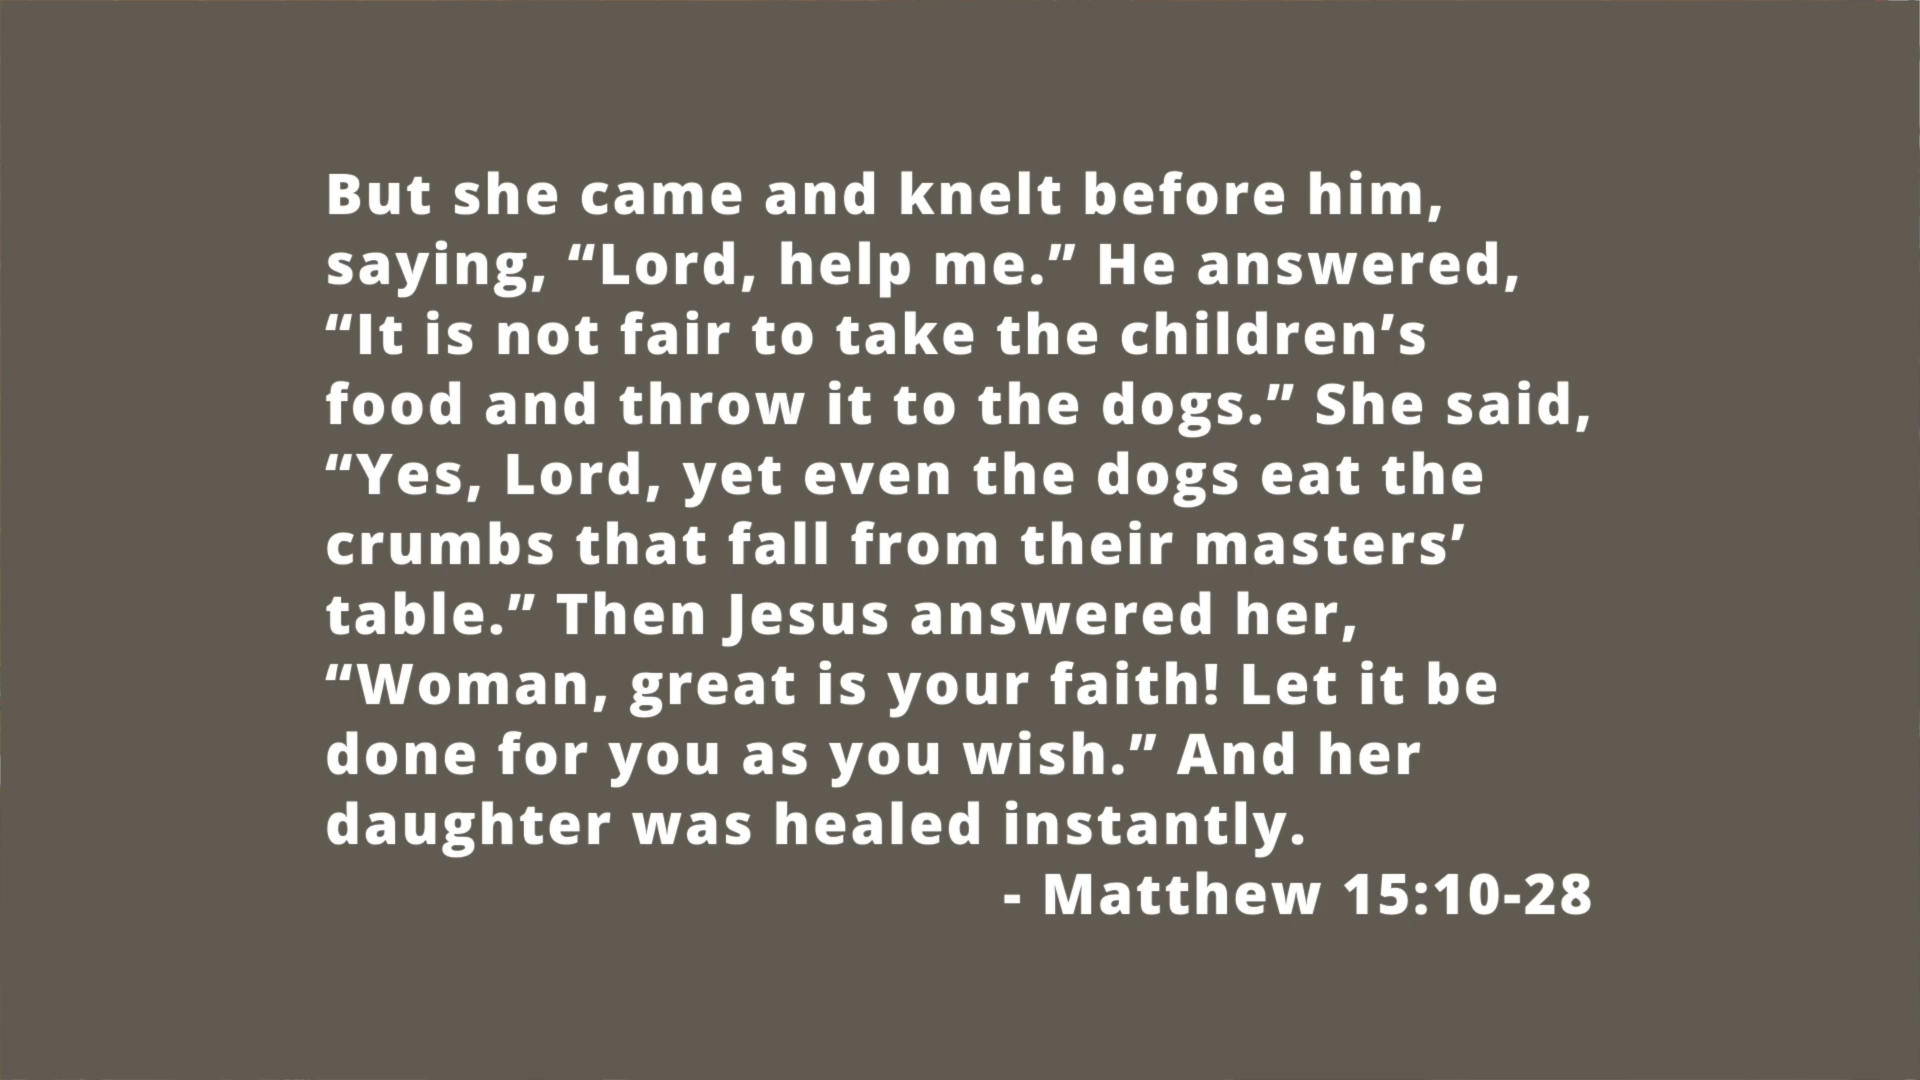 But she came and knelt before him,
saying, “Lord, help me.” He answered,
“It is not fair to take the children’s
food and throw it to the dogs.” She said,
“Yes, Lord, yet even the dogs eat the
crumbs that fall from their masters’
table.” Then Jesus answered her,
“Woman, great is your faith! Let it be
done for you as you wish.” And her
daughter was healed instantly.
- Matthew 15:10-28